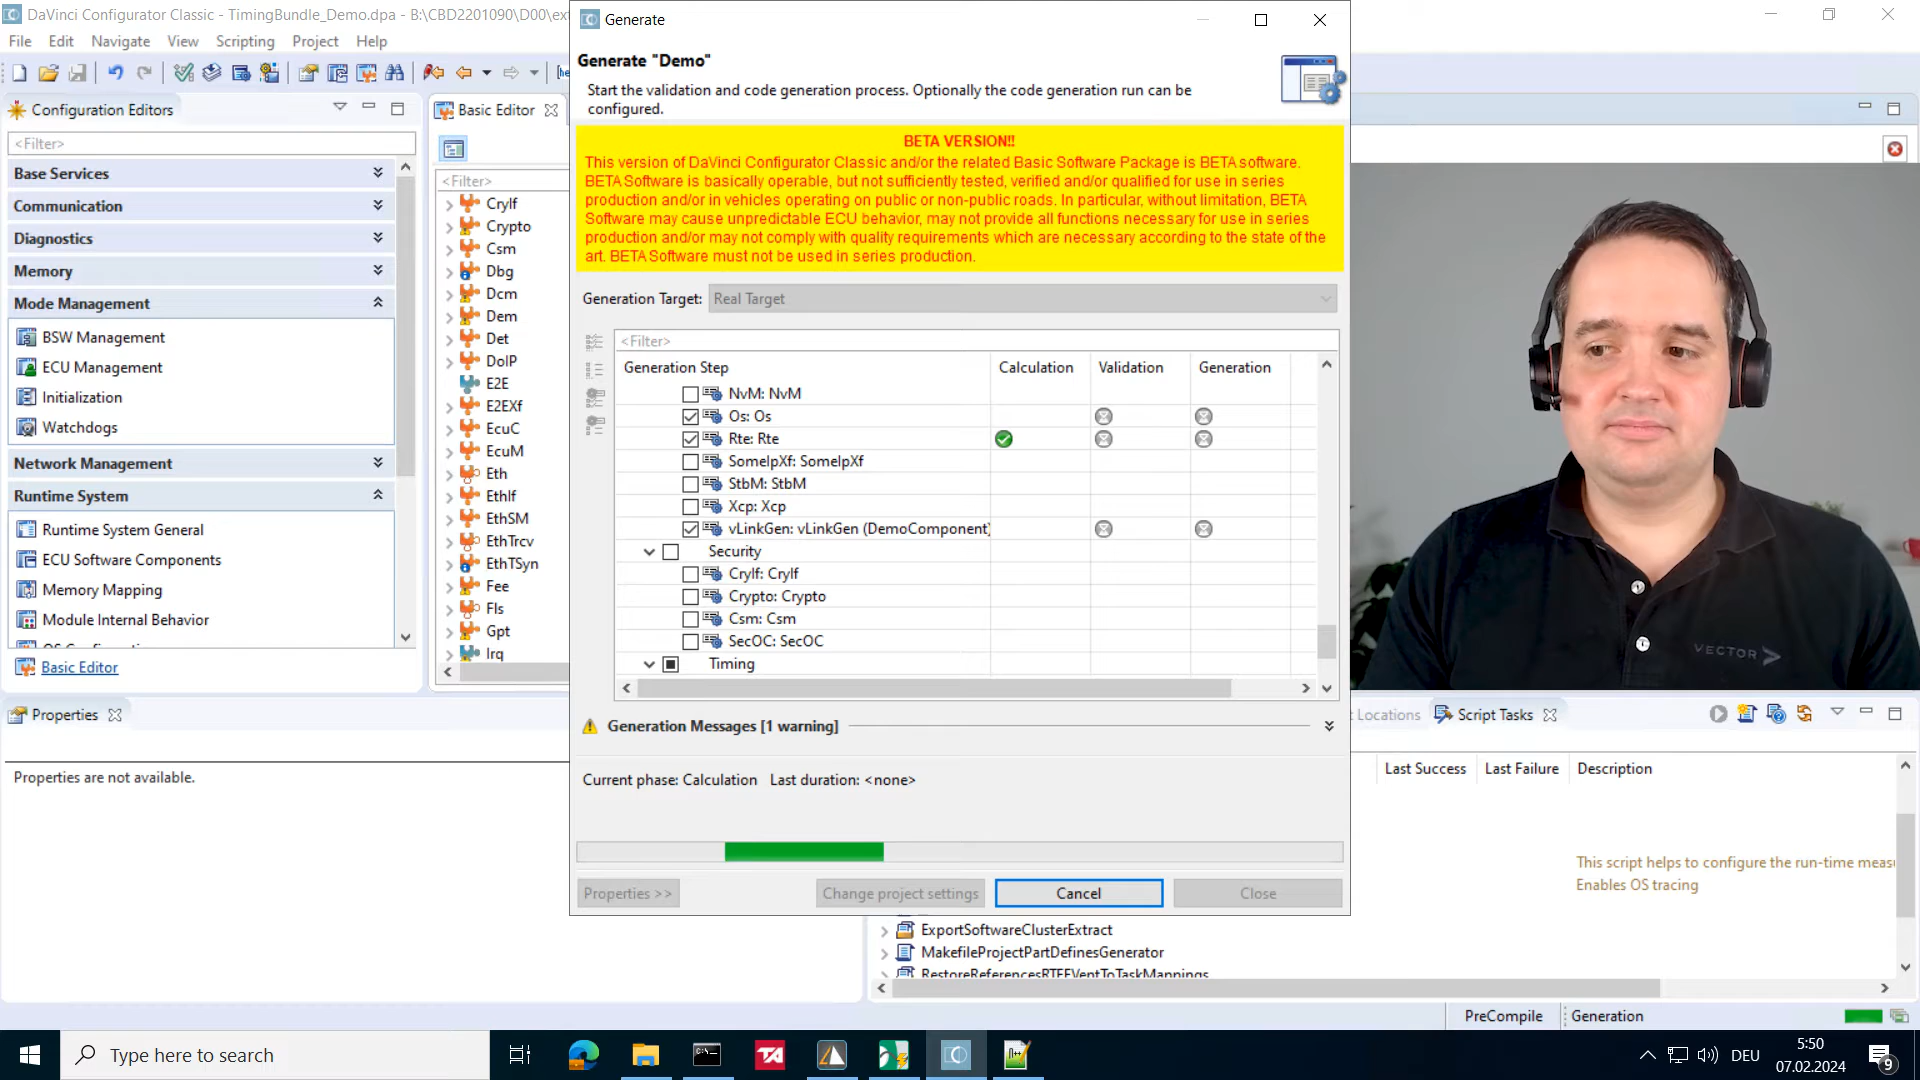 DaVinci Configurator Classic - TimingBundle_Demo.dpa - B:\CBD2201090\D00\ext
File Edit Navigate View Scripting Project Help
Configuration Editors
<Filter>
Base Services
Communication
Diagnostics
Memory
Mode Management
BSW Management
ECU Management
Initialization
Watchdogs
Network Management
Runtime System
Runtime System General
ECU Software Components
Memory Mapping
Module Internal Behavior
Basic Editor
Basic Editor
<Filter>
CryIf
Crypto
Csm
Dbg
Dcm
Dem
Det
DoIP
E2E
E2EXf
EcuC
EcuM
Eth
EthIf
EthSM
EthTrcv
EthTSyn
Fee
Fls
Gpt
Irq
Generate
Generate "Demo"
Start the validation and code generation process. Optionally the code generation run can be
configured.
BETA VERSION!!
This version of DaVinci Configurator Classic and/or the related Basic Software Package is BETA software.
BETA Software is basically operable, but not sufficiently tested, verified and/or qualified for use in series
production and/or in vehicles operating on public or non-public roads. In particular, without limitation, BETA
Software may cause unpredictable ECU behavior, may not provide all functions necessary for use in series
production and/or may not comply with quality requirements which are necessary according to the state of the
art. BETA Software must not be used in series production.
Generation Target: Real Target
<Filter>
Generation Step Calculation Validation Generation
NvM: NvM
Os: Os
Rte: Rte
SomeIpXf: SomeIpXf
StbM: StbM
Xcp: Xcp
vLinkGen: vLinkGen (DemoComponent)
Security
CryIf: CryIf
Crypto: Crypto
Csm: Csm
SecOC: SecOC
Timing
Generation Messages [1 warning]
Current phase: Calculation Last duration: <none>
Properties >> Change project settings Cancel Close
VECTOR
Properties
Properties are not available.
t Locations Script Tasks
Last Success Last Failure Description
This script helps to configure the run-time meas
Enables OS tracing
ExportSoftwareClusterExtract
MakefileProjectPartDefinesGenerator
RestoreReferencesRTEEventToTaskMappings
PreCompile Generation
Type here to search
TA
N++
DEU
5:50
07.02.2024
9